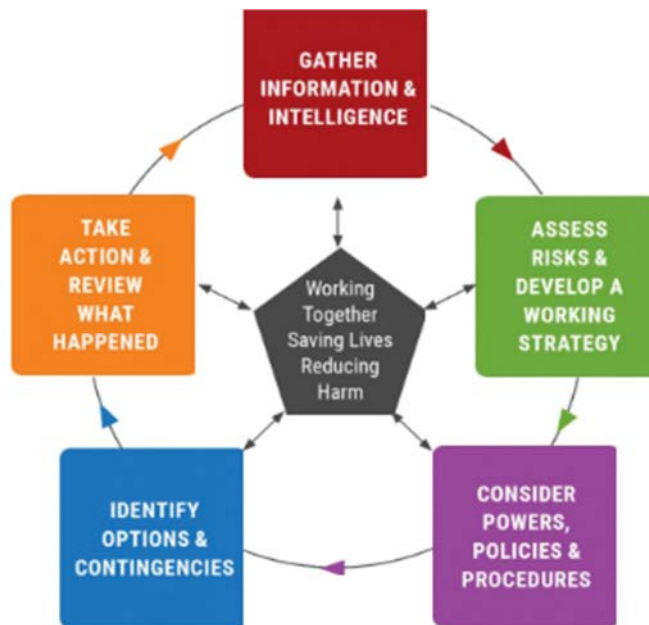 GATHER
INFORMATION &
INTELLIGENCE
ASSESS
RISKS &
DEVELOP A
WORKING
STRATEGY
CONSIDER
POWERS,
POLICIES &
PROCEDURES
IDENTIFY
OPTIONS &
CONTINGENCIES
TAKE
ACTION &
REVIEW
WHAT
HAPPENED
Working
Together
Saving Lives
Reducing
Harm